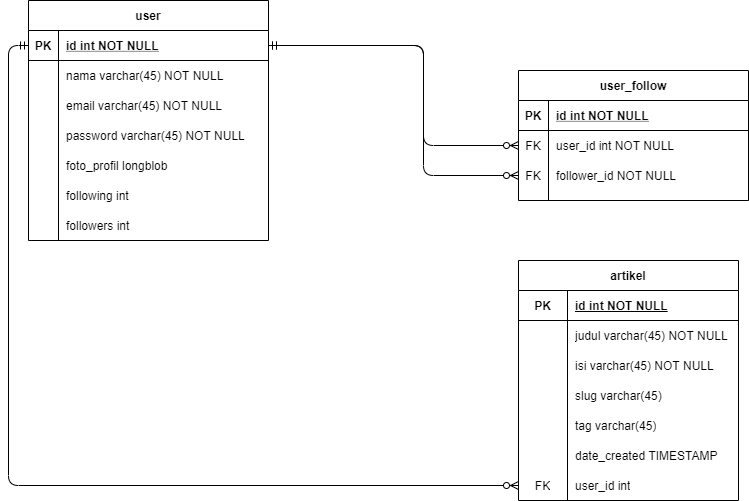 user
PK id int NOT NULL
nama varchar(45) NOT NULL
email varchar(45) NOT NULL
password varchar(45) NOT NULL
foto_profil longblob
following int
followers int
user_follow
PK id int NOT NULL
FK user_id int NOT NULL
FK follower_id NOT NULL
artikel
PK id int NOT NULL
judul varchar(45) NOT NULL
isi varchar(45) NOT NULL
slug varchar(45)
tag varchar(45)
date_created TIMESTAMP
FK user_id int